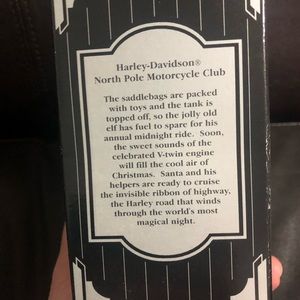 Harley-Davidson®
North Pole Motorcycle Club
The saddlebags are packed
with toys and the tank is
topped off, so the jolly old
elf has fuel to spare for his
annual midnight ride. Soon,
the sweet sounds of the
celebrated V-twin engine
will fill the cool air of
Christmas. Santa and his
helpers are ready to cruise
the invisible ribbon of highway,
the Harley road that winds
through the world's most
magical night.